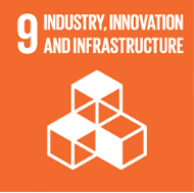 9 INDUSTRY, INNOVATION
AND INFRASTRUCTURE